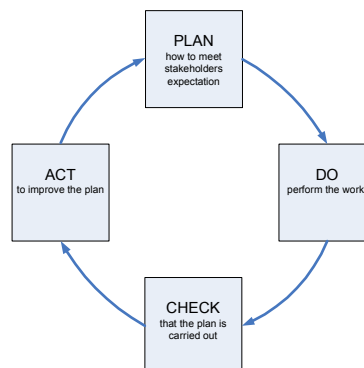 PLAN
how to meet
stakeholders
expectation
DO
perform the work
CHECK
that the plan is
carried out
ACT
to improve the plan